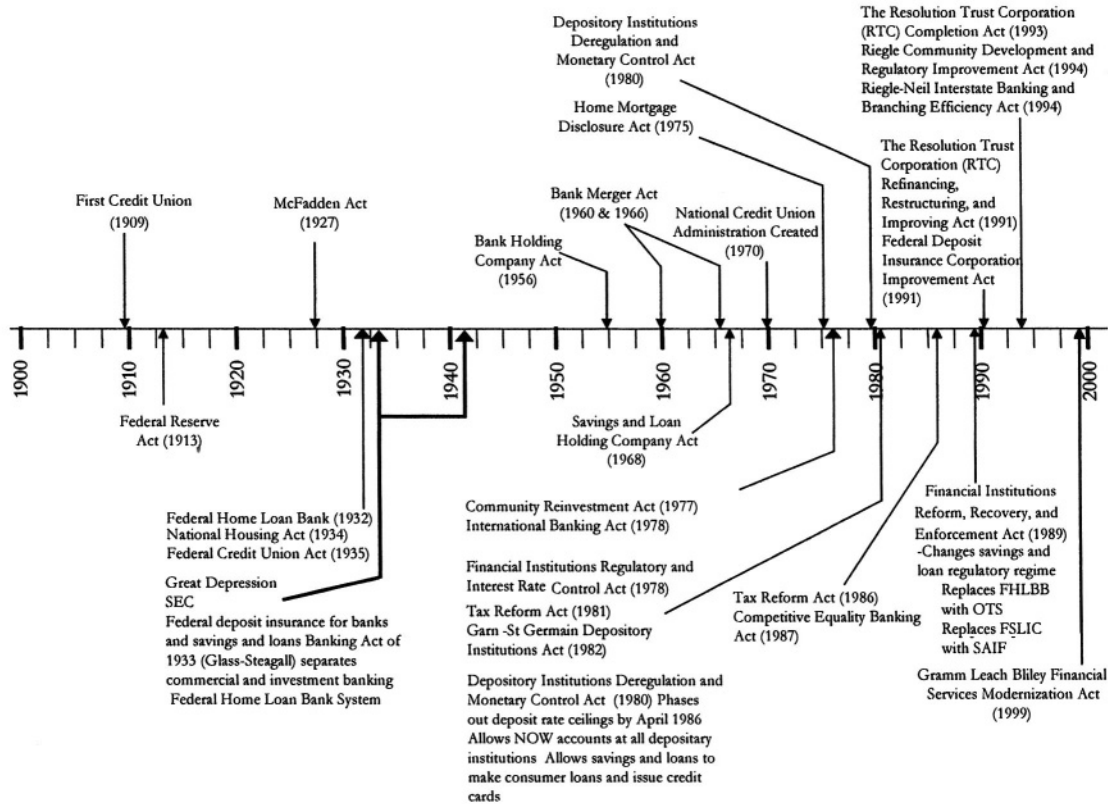 Depository Institutions
Deregulation and
Monetary Control Act
(1980)
Home Mortgage
Disclosure Act (1975)
The Resolution Trust Corporation
(RTC) Completion Act (1993)
Riegle Community Development and
Regulatory Improvement Act (1994)
Riegle-Neil Interstate Banking and
Branching Efficiency Act (1994)
The Resolution Trust
Corporation (RTC)
Refinancing,
Restructuring, and
Improving Act (1991)
Federal Deposit
Insurance Corporation
Improvement Act
(1991)
First Credit Union
(1909)
McFadden Act
(1927)
Bank Holding
Company Act
(1956)
Bank Merger Act
(1960 & 1966)
National Credit Union
Administration Created
(1970)
1900
1910
1920
1930
1940
1950
1960
1970
1980
1990
2000
Federal Reserve
Act (1913)
Federal Home Loan Bank (1932)
National Housing Act (1934)
Federal Credit Union Act (1935)
Great Depression
SEC
Federal deposit insurance for banks
and savings and loans Banking Act of
1933 (Glass-Steagall) separates
commercial and investment banking
Federal Home Loan Bank System
Savings and Loan
Holding Company Act
(1968)
Community Reinvestment Act (1977)
International Banking Act (1978)
Financial Institutions Regulatory and
Interest Rate Control Act (1978)
Tax Reform Act (1981)
Garn -St Germain Depository
Institutions Act (1982)
Depository Institutions Deregulation and
Monetary Control Act (1980) Phases
out deposit rate ceilings by April 1986
Allows NOW accounts at all depositary
institutions Allows savings and loans to
make consumer loans and issue credit
cards
Tax Reform Act (1986)
Competitive Equality Banking
Act (1987)
Financial Institutions
Reform, Recovery, and
Enforcement Act (1989)
-Changes savings and
loan regulatory regime
Replaces FHLBB
with OTS
Replaces FSLIC
with SAIF
Gramm Leach Bliley Financial
Services Modernization Act
(1999)